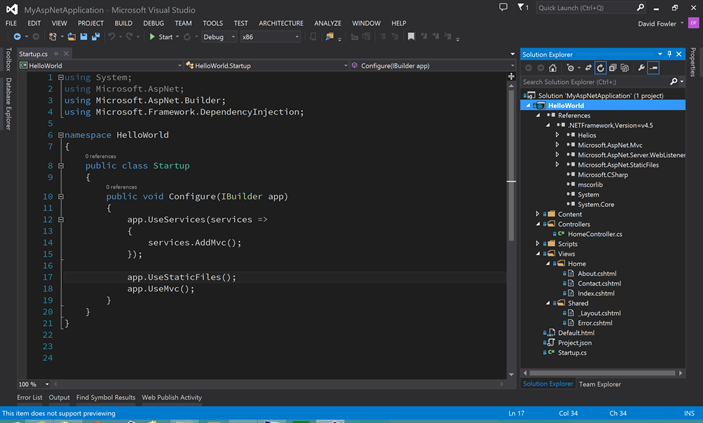 MyAspNetApplication - Microsoft Visual Studio
1
Quick Launch (Ctrl+Q)
FILE EDIT VIEW PROJECT BUILD DEBUG TEAM TOOLS TEST ARCHITECTURE ANALYZE WINDOW HELP
David Fowler
DF
Start Debug x86
Toolbox
Database Explorer
Startup.cs
HelloWorld HelloWorld.Startup Configure(IBuilder app)
1 using System;
2 using Microsoft.AspNet;
3 using Microsoft.AspNet.Builder;
4 using Microsoft.Framework.DependencyInjection;
5
6 namespace HelloWorld
7 {
0 references
8 public class Startup
9 {
0 references
10 public void Configure(IBuilder app)
11 {
12 app.UseServices(services =>
13 {
14 services.AddMvc();
15 });
16
17 app.UseStaticFiles();
18 app.UseMvc();
19 }
20 }
21 }
22
23
24
100 %
Solution Explorer
Search Solution Explorer (Ctrl+;)
Solution 'MyAspNetApplication' (1 project)
HelloWorld
References
.NETFramework,Version=v4.5
Helios
Microsoft.AspNet.Mvc
Microsoft.AspNet.Server.WebListener
Microsoft.AspNet.StaticFiles
Microsoft.CSharp
mscorlib
System
System.Core
Content
Controllers
HomeController.cs
Scripts
Views
Home
About.cshtml
Contact.cshtml
Index.cshtml
Shared
_Layout.cshtml
Error.cshtml
Default.html
Project.json
Startup.cs
Solution Explorer Team Explorer
Properties
Error List Output Find Symbol Results Web Publish Activity
This item does not support previewing
Ln 17 Col 34 Ch 34 INS